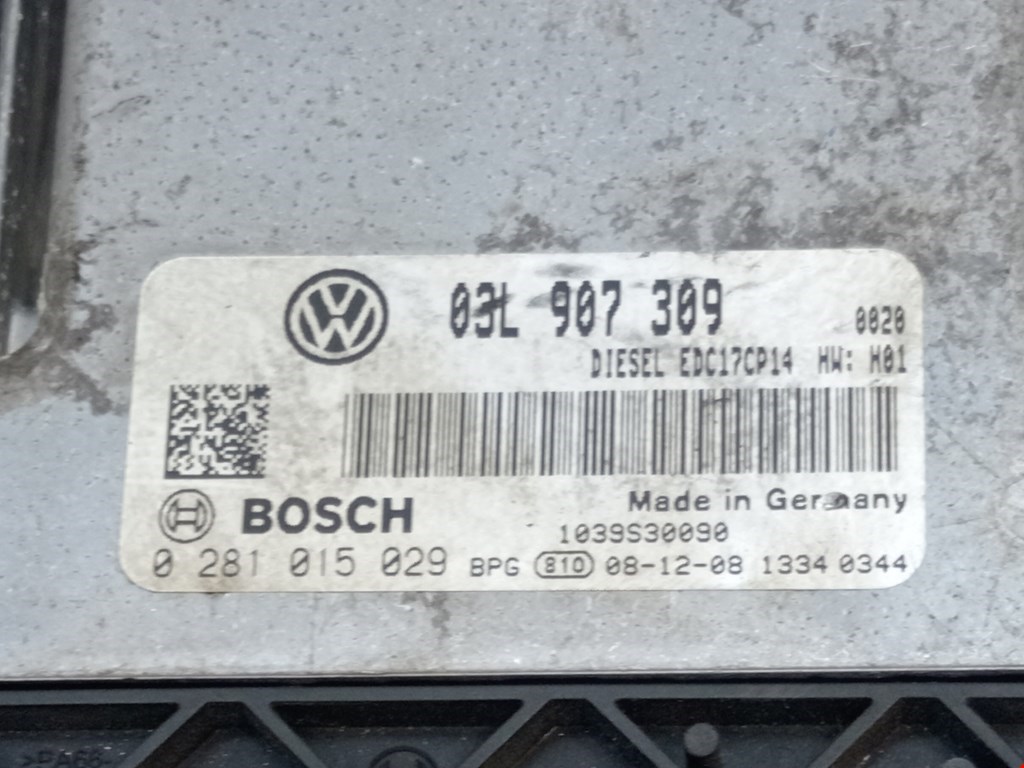 03L 907 309
0020
DIESEL EDC17CP14 HW: H01
Made in Germany
BOSCH
1039S30090
0 281 015 029 BPG 810 08-12-08 1334 0344
>PA66-